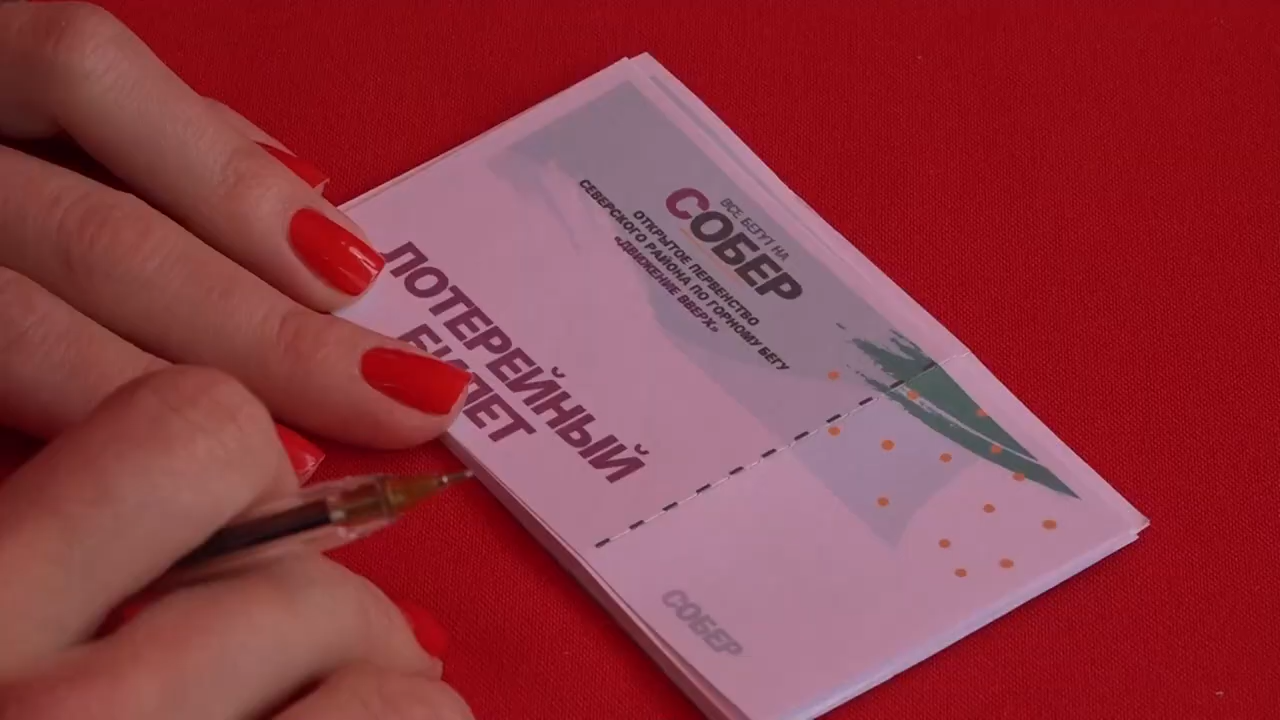 ВСЕ БЕГУТ НА
СОБЕР
ОТКРЫТОЕ ПЕРВЕНСТВО
СЕВЕРСКОГО РАЙОНА ПО ГОРНОМУ БЕГУ
«ДВИЖЕНИЕ ВВЕРХ»
ЛОТЕРЕЙНЫЙ
БИЛЕТ
СОБЕР